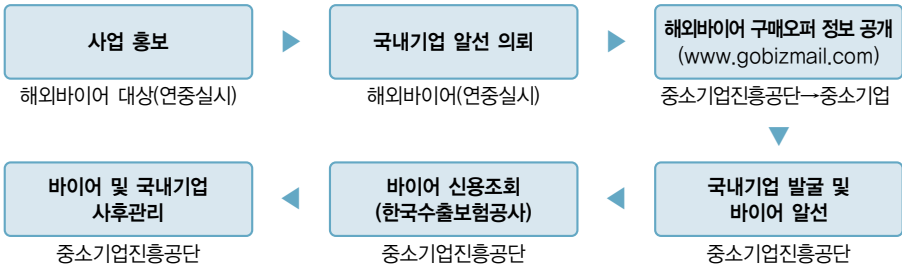 사업 홍보
해외바이어 대상(연중실시)
국내기업 알선 의뢰
해외바이어(연중실시)
해외바이어 구매오퍼 정보 공개
(www.gobizmail.com)
중소기업진흥공단→중소기업
국내기업 발굴 및
바이어 알선
중소기업진흥공단
바이어 신용조회
(한국수출보험공사)
중소기업진흥공단
바이어 및 국내기업
사후관리
중소기업진흥공단